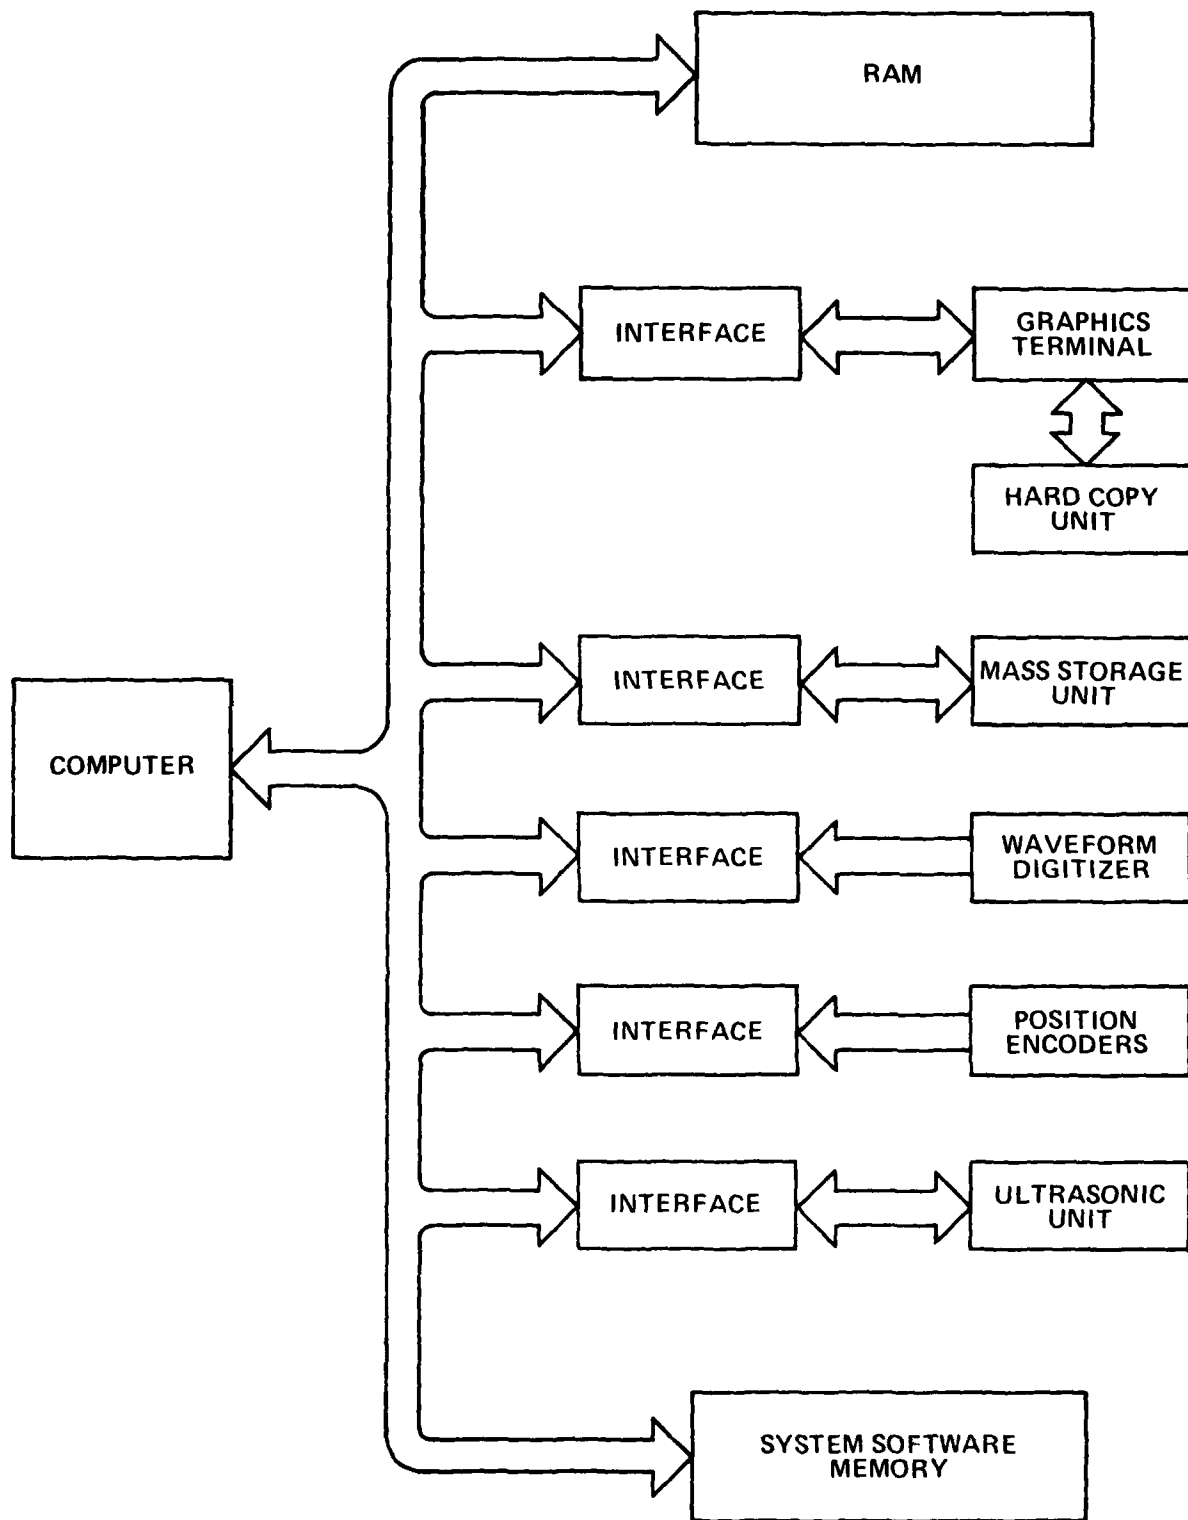 RAM
INTERFACE
GRAPHICS
TERMINAL
HARD COPY
UNIT
INTERFACE
MASS STORAGE
UNIT
COMPUTER
INTERFACE
WAVEFORM
DIGITIZER
INTERFACE
POSITION
ENCODERS
INTERFACE
ULTRASONIC
UNIT
SYSTEM SOFTWARE
MEMORY